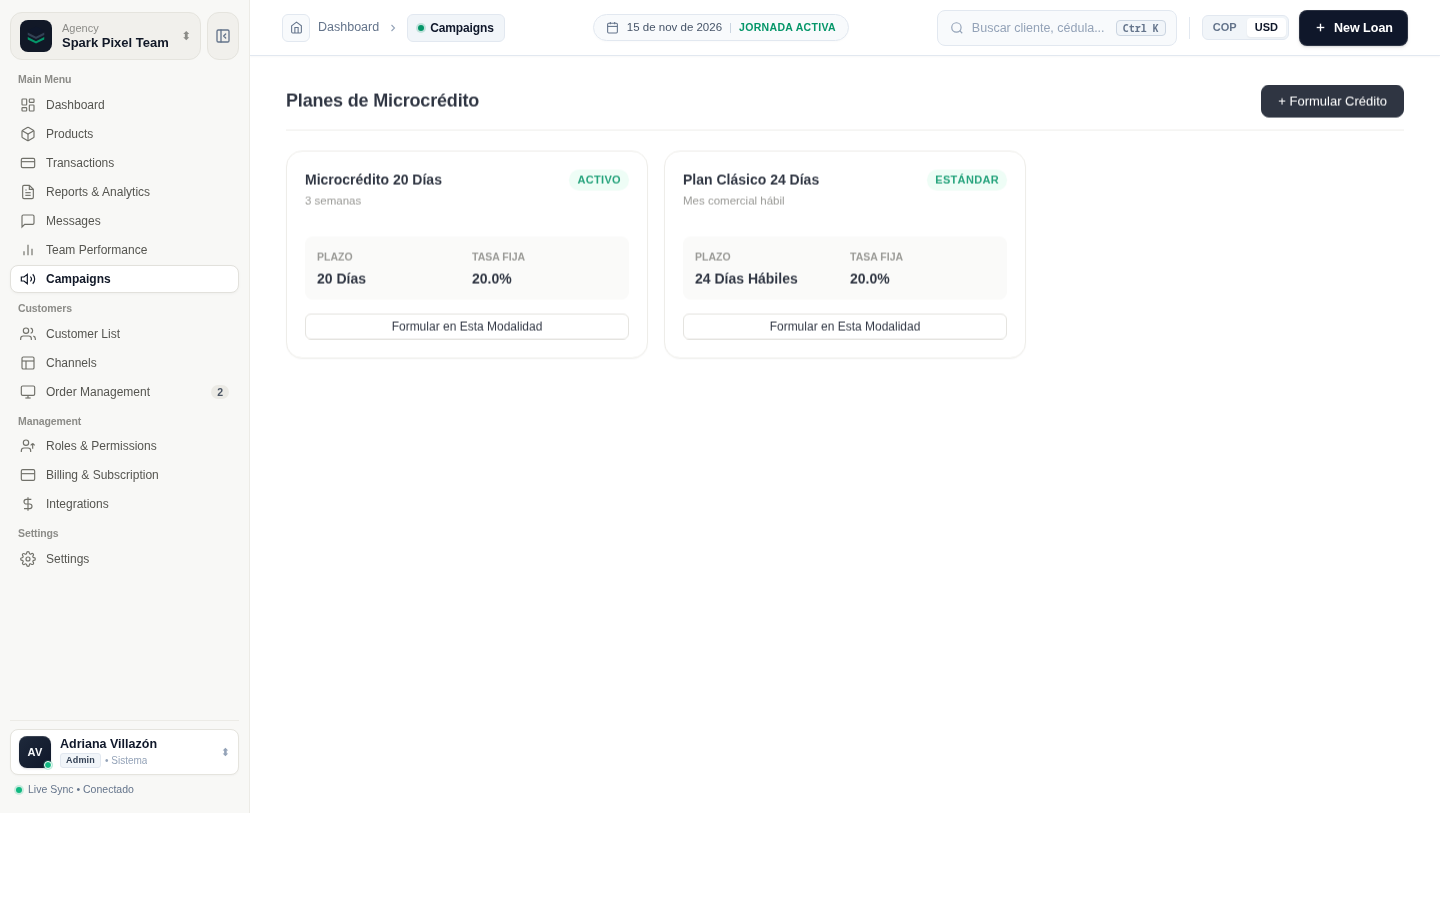 Agency
Spark Pixel Team
Main Menu
Dashboard
Products
Transactions
Reports & Analytics
Messages
Team Performance
Campaigns
Customers
Customer List
Channels
Order Management 2
Management
Roles & Permissions
Billing & Subscription
Integrations
Settings
Settings
AV
Adriana Villazón
Admin • Sistema
Live Sync • Conectado
Dashboard › Campaigns
15 de nov de 2026 | JORNADA ACTIVA
Buscar cliente, cédula... Ctrl K
COP USD
+ New Loan
Planes de Microcrédito
+ Formular Crédito
Microcrédito 20 Días ACTIVO
3 semanas
PLAZO TASA FIJA
20 Días 20.0%
Formular en Esta Modalidad
Plan Clásico 24 Días ESTÁNDAR
Mes comercial hábil
PLAZO TASA FIJA
24 Días Hábiles 20.0%
Formular en Esta Modalidad